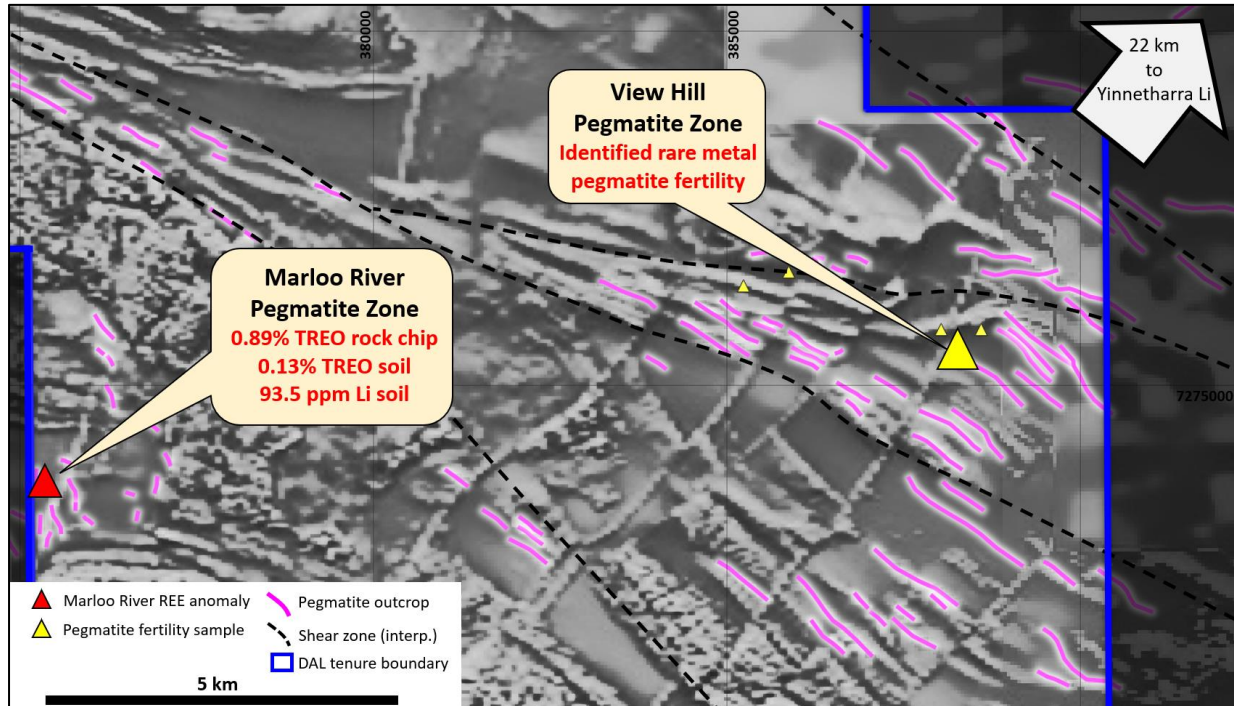 380000
385000
22 km
to
Yinnetharra Li
View Hill
Pegmatite Zone
Identified rare metal
pegmatite fertility
Marloo River
Pegmatite Zone
0.89% TREO rock chip
0.13% TREO soil
93.5 ppm Li soil
7275000
Marloo River REE anomaly
Pegmatite fertility sample
Pegmatite outcrop
Shear zone (interp.)
DAL tenure boundary
5 km